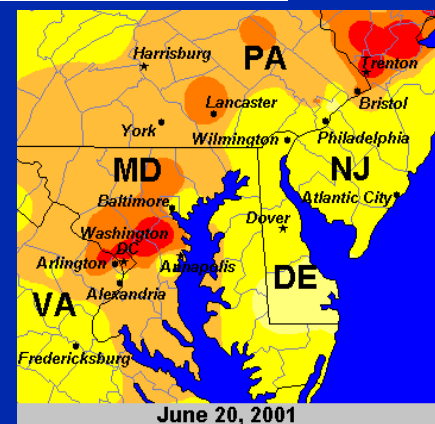 Harrisburg
PA
Trenton
Bristol
Lancaster
York
Philadelphia
Wilmington
MD
NJ
Baltimore
Atlantic City
Dover
Washington
DC
Arlington
Annapolis
DE
Alexandria
VA
Fredericksburg
June 20, 2001